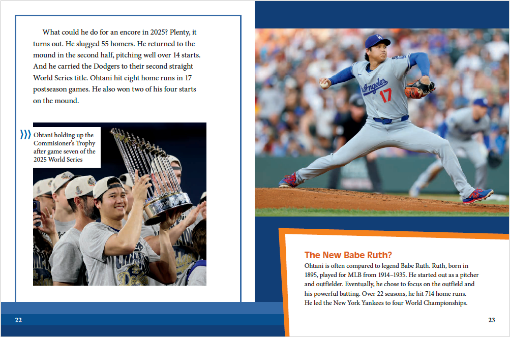 What could he do for an encore in 2025? Plenty, it
turns out. He slugged 55 homers. He returned to the
mound in the second half, pitching well over 14 starts.
And he carried the Dodgers to their second straight
World Series title. Ohtani hit eight home runs in 17
postseason games. He also won two of his four starts
on the mound.
Ohtani holding up the
Commisioner's Trophy
after game seven of the
2025 World Series
22
Los Angeles
17
The New Babe Ruth?
Ohtani is often compared to legend Babe Ruth. Ruth, born in
1895, played for MLB from 1914–1935. He started out as a pitcher
and outfielder. Eventually, he chose to focus on the outfield and
his powerful batting. Over 22 seasons, he hit 714 home runs.
He led the New York Yankees to four World Championships.
23